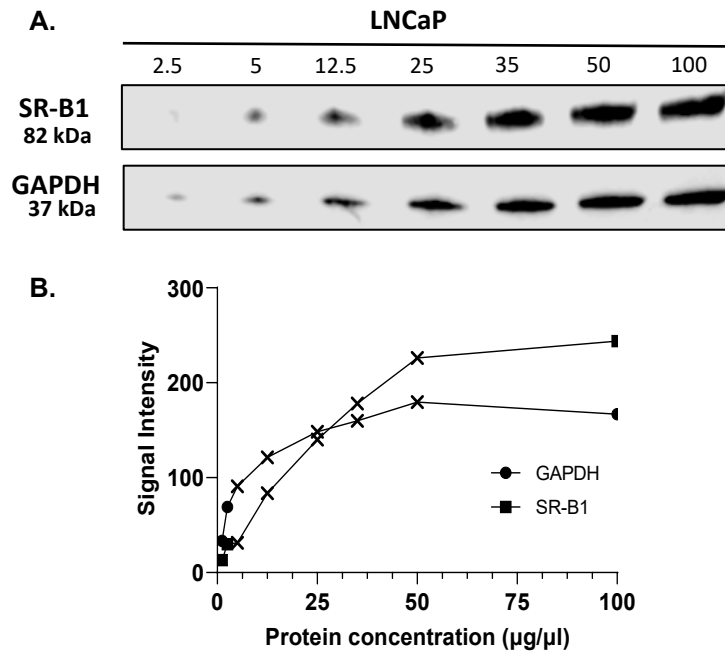 A.
LNCaP
2.5 5 12.5 25 35 50 100
SR-B1
82 kDa
GAPDH
37 kDa
B.
300
200
100
0
Signal Intensity
GAPDH
SR-B1
0 25 50 75 100
Protein concentration (µg/µl)